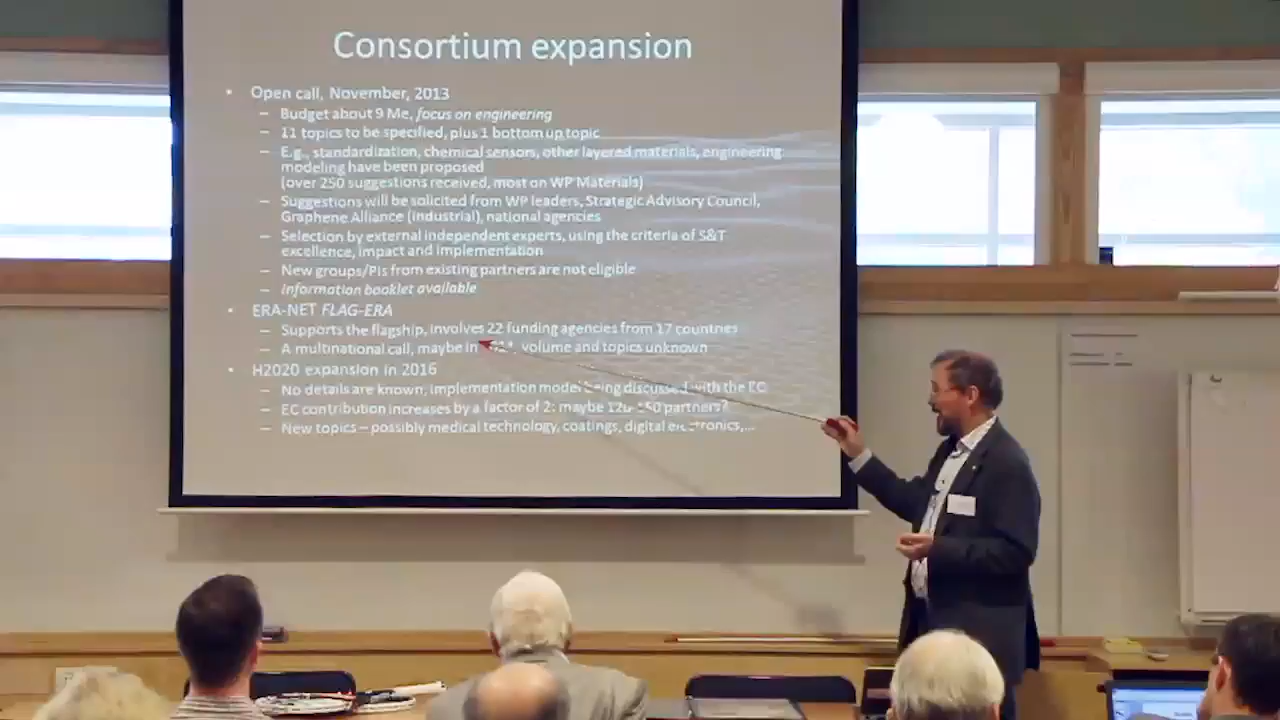 Consortium expansion
• Open call, November, 2013
– Budget about 9 Me, focus on engineering
– 11 topics to be specified, plus 1 bottom up topic
– E.g., standardization, chemical sensors, other layered materials, engineering
modeling have been proposed
(over 250 suggestions received, most on WP Materials)
– Suggestions will be solicited from WP leaders, Strategic Advisory Council,
Graphene Alliance (industrial), national agencies
– Selection by external independent experts, using the criteria of S&T
excellence, impact and implementation
– New groups/PIs from existing partners are not eligible
– Information booklet available
• ERA-NET FLAG-ERA
– Supports the flagship, involves 22 funding agencies from 17 countries
– A multinational call, maybe in volume and topics unknown
• H2020 expansion in 2016
– No details are known, implementation model being discussed with the EC
– EC contribution increases by a factor of 2: maybe 120-150 partners?
– New topics – possibly medical technology, coatings, digital electronics,...